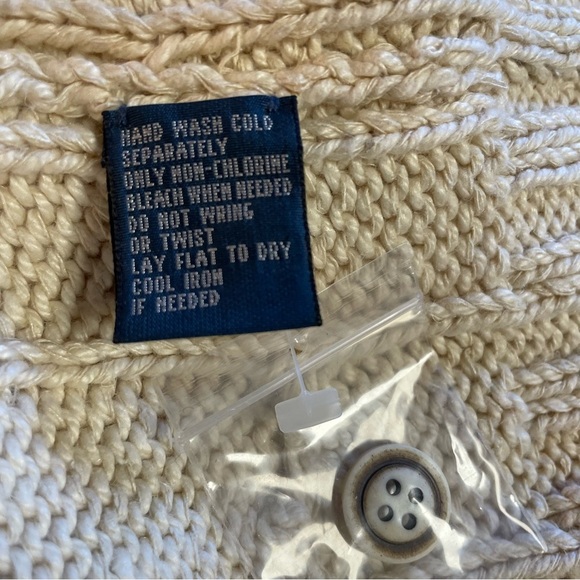 HAND WASH COLD
SEPARATELY
ONLY NON-CHLORINE
BLEACH WHEN NEEDED
DO NOT WRING
OR TWIST
LAY FLAT TO DRY
COOL IRON
IF NEEDED